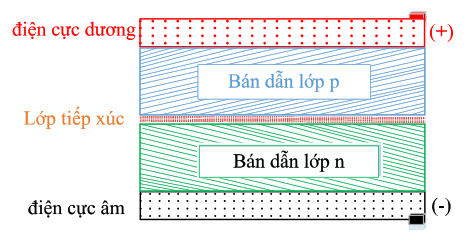 điện cực dương
(+)
Bán dẫn lớp p
Lớp tiếp xúc
Bán dẫn lớp n
điện cực âm
(-)